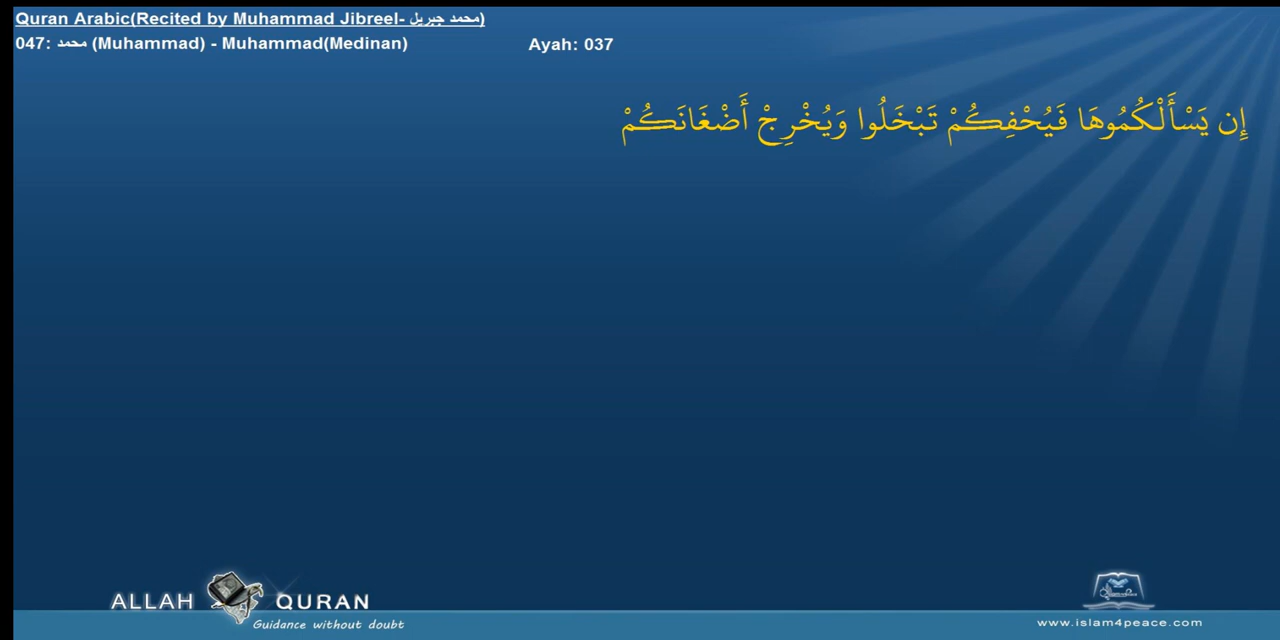 Quran Arabic(Recited by Muhammad Jibreel- محمد جبريل)
047: محمد (Muhammad) - Muhammad(Medinan) Ayah: 037
إِن يَسْأَلْكُمُوهَا فَيُحْفِكُمْ تَبْخَلُوا وَيُخْرِجْ أَضْغَانَكُمْ
ALLAH QURAN
Guidance without doubt
www.islam4peace.com